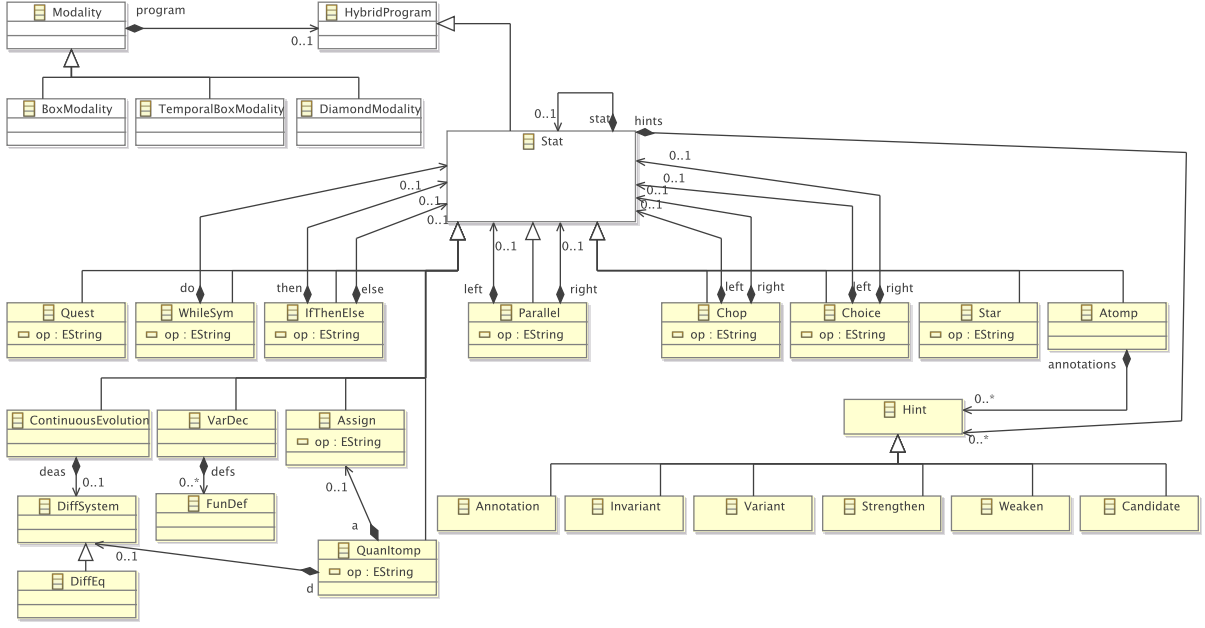 Modality
program
HybridProgram
0..1
BoxModality
TemporalBoxModality
DiamondModality
0..1
stat
hints
Stat
0..1
0..1
0..1
0..1
0..1
0..1
0..1
0..1
0..1
do
then
else
left
right
left
right
left
right
Quest
op : EString
WhileSym
op : EString
IfThenElse
op : EString
Parallel
op : EString
Chop
op : EString
Choice
op : EString
Star
op : EString
Atomp
annotations
0..*
Hint
0..*
ContinuousEvolution
VarDec
Assign
op : EString
deas
0..1
defs
0..*
0..1
a
DiffSystem
FunDef
Annotation
Invariant
Variant
Strengthen
Weaken
Candidate
0..1
QuanItomp
op : EString
d
DiffEq